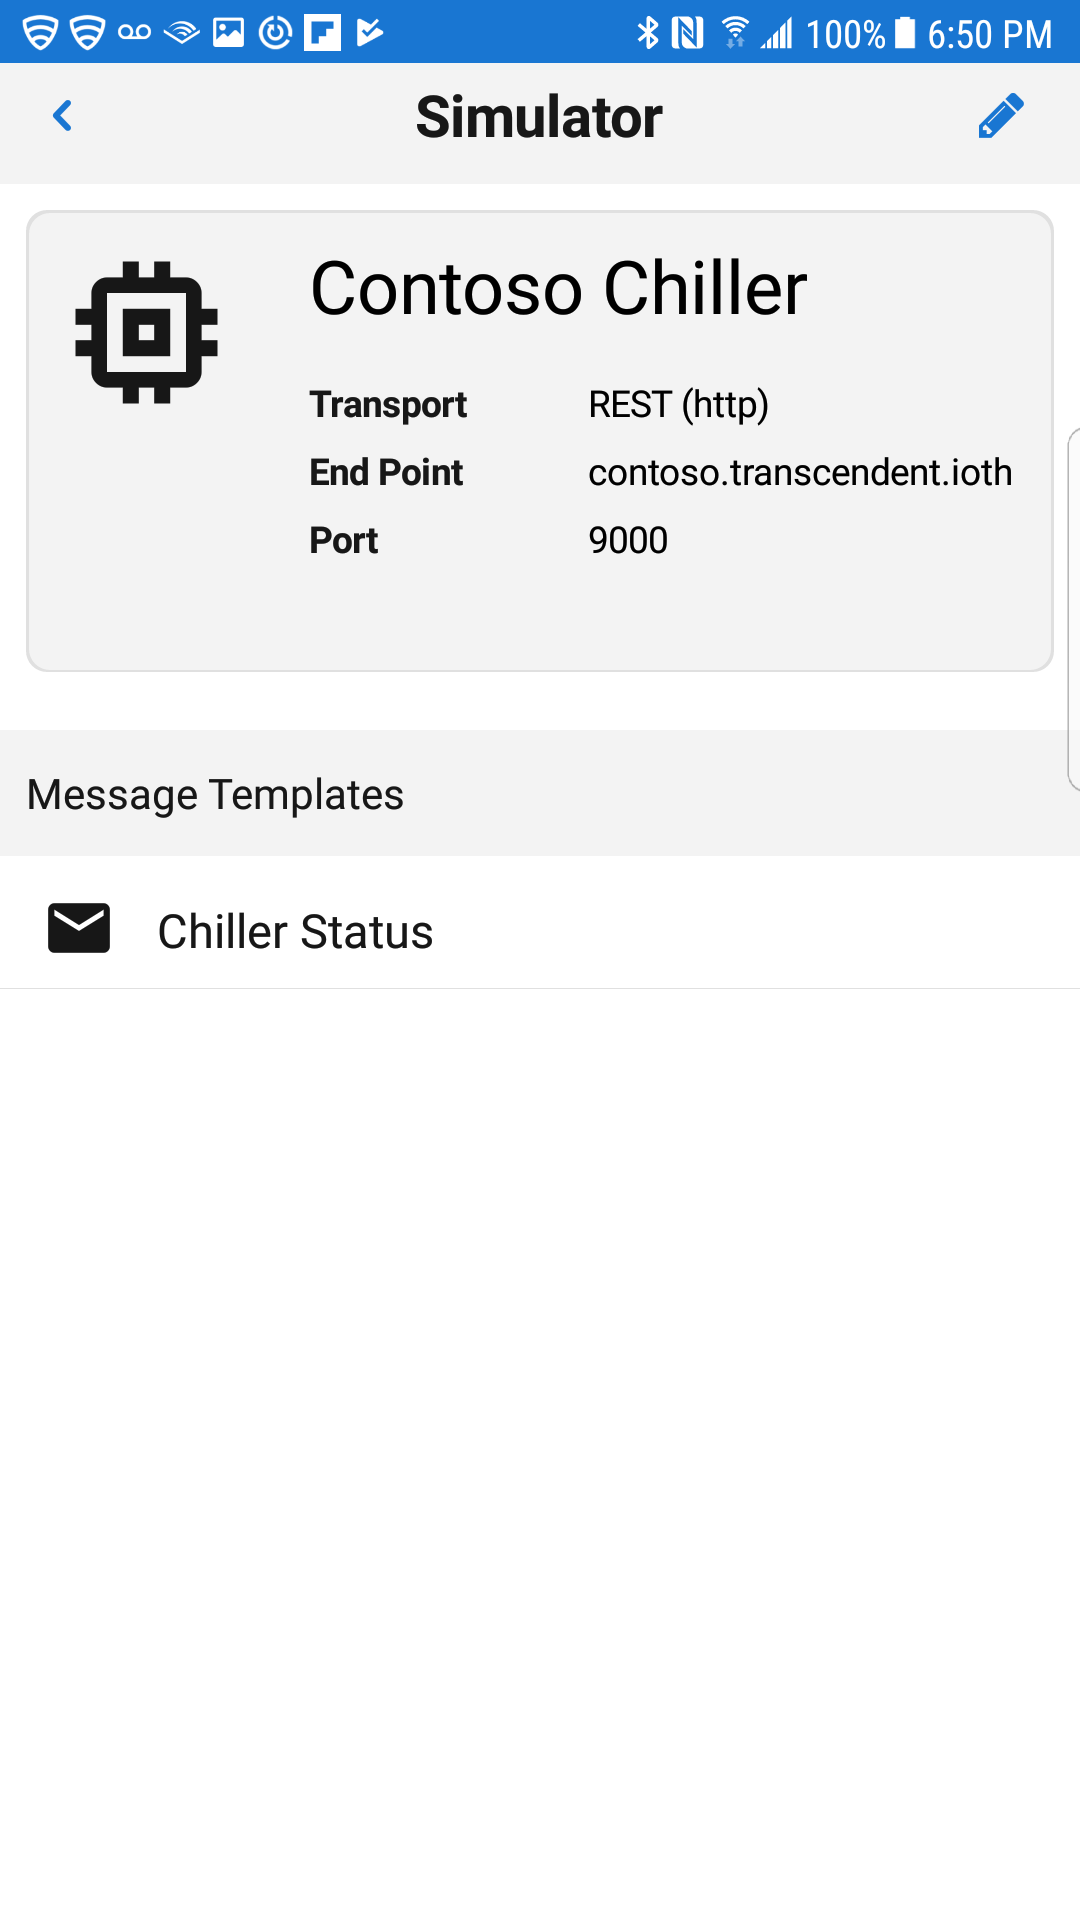 100% 6:50 PM
Simulator
Contoso Chiller
Transport REST (http)
End Point contoso.transcendent.ioth
Port 9000
Message Templates
Chiller Status